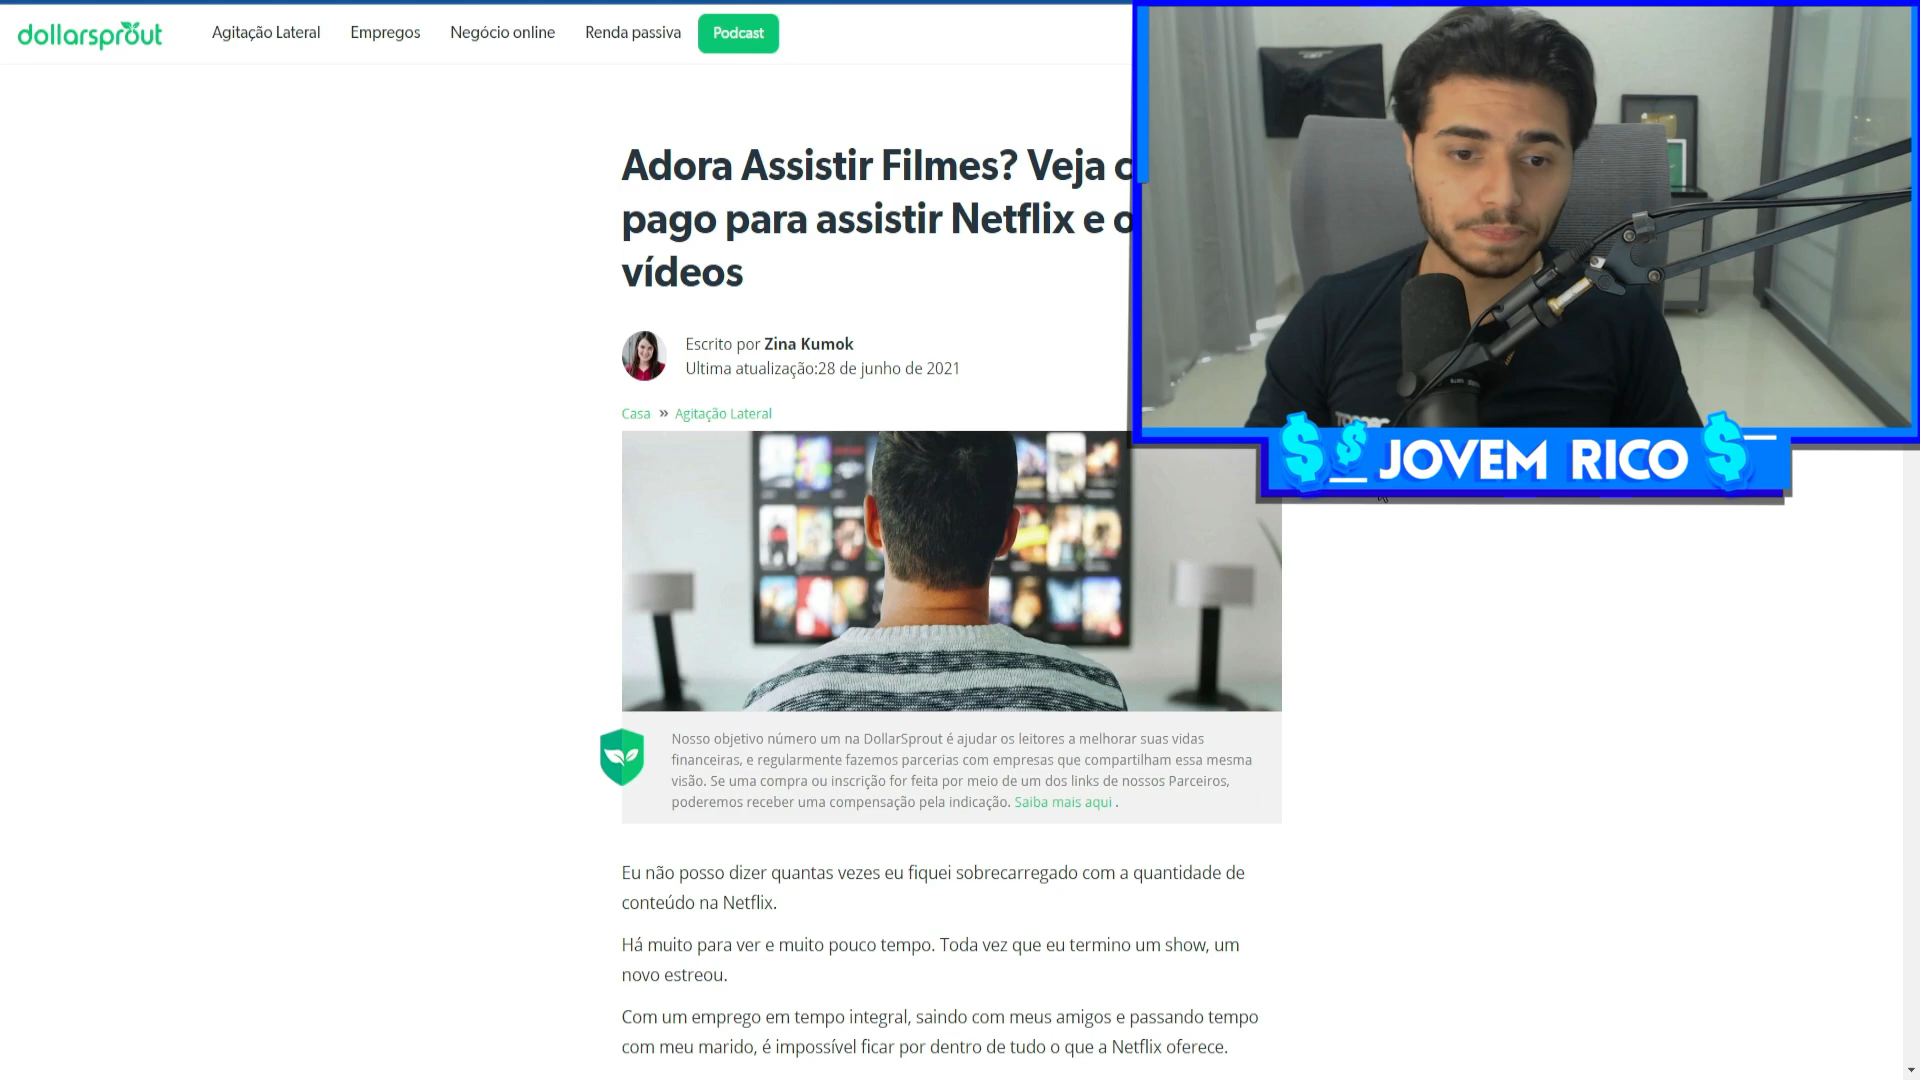 dollarsprout
Agitação Lateral
Empregos
Negócio online
Renda passiva
Podcast
Adora Assistir Filmes? Veja c
pago para assistir Netflix e o
vídeos
Escrito por Zina Kumok
Ultima atualização:28 de junho de 2021
Casa » Agitação Lateral
$ $ JOVEM RICO $
Nosso objetivo número um na DollarSprout é ajudar os leitores a melhorar suas vidas
financeiras, e regularmente fazemos parcerias com empresas que compartilham essa mesma
visão. Se uma compra ou inscrição for feita por meio de um dos links de nossos Parceiros,
poderemos receber uma compensação pela indicação. Saiba mais aqui .
Eu não posso dizer quantas vezes eu fiquei sobrecarregado com a quantidade de
conteúdo na Netflix.
Há muito para ver e muito pouco tempo. Toda vez que eu termino um show, um
novo estreou.
Com um emprego em tempo integral, saindo com meus amigos e passando tempo
com meu marido, é impossível ficar por dentro de tudo o que a Netflix oferece.